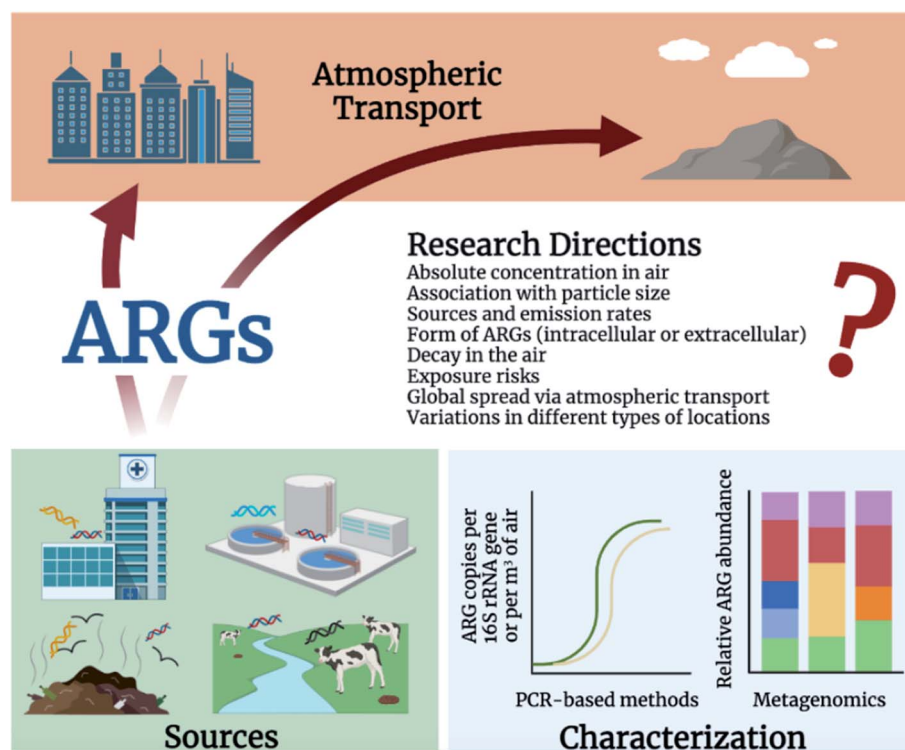 Atmospheric
Transport
ARGs
Research Directions
Absolute concentration in air
Association with particle size
Sources and emission rates
Form of ARGs (intracellular or extracellular)
Decay in the air
Exposure risks
Global spread via atmospheric transport
Variations in different types of locations
?
Sources
ARG copies per
16S rRNA gene
or per m³ of air
PCR-based methods
Relative ARG abundance
Metagenomics
Characterization